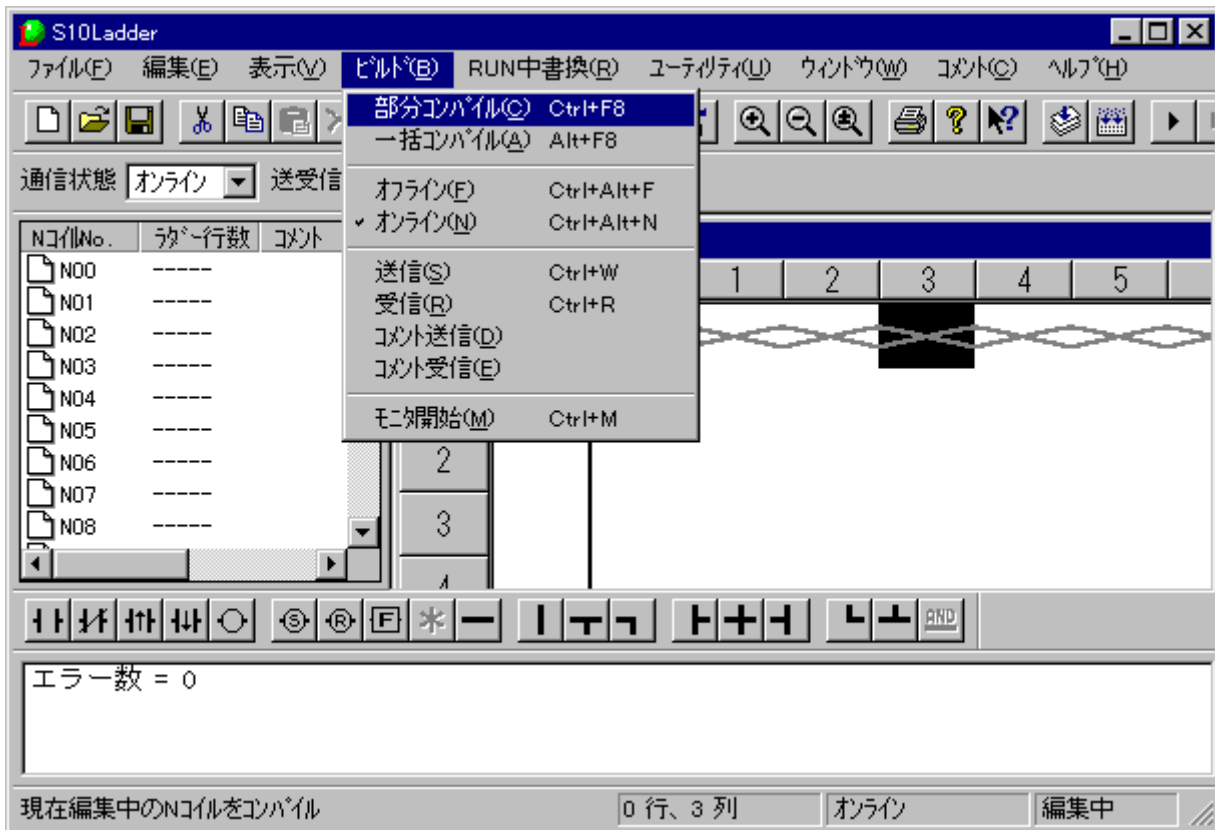 S10Ladder
ﾌｧｲﾙ(F) 編集(E) 表示(V) ﾋﾞﾙﾄﾞ(B) RUN中書換(R) ﾕｰﾃｨﾘﾃｨ(U) ｳｨﾝﾄﾞｳ(W) ｺﾒﾝﾄ(C) ﾍﾙﾌﾟ(H)
部分ｺﾝﾊﾟｲﾙ(C) Ctrl+F8
一括ｺﾝﾊﾟｲﾙ(A) Alt+F8
ｵﾌﾗｲﾝ(F) Ctrl+Alt+F
ｵﾝﾗｲﾝ(N) Ctrl+Alt+N
送信(S) Ctrl+W
受信(R) Ctrl+R
ｺﾒﾝﾄ送信(D)
ｺﾒﾝﾄ受信(E)
ﾓﾆﾀ開始(M) Ctrl+M
通信状態 ｵﾝﾗｲﾝ 送受信
NｺｲﾙNo. ﾗﾀﾞｰ行数 ｺﾒﾝﾄ
N00 -----
N01 -----
N02 -----
N03 -----
N04 -----
N05 -----
N06 -----
N07 -----
N08 -----
1 2 3 4 5
2
3
4
S R F AND
エラー数 = 0
現在編集中のNｺｲﾙをｺﾝﾊﾟｲﾙ 0 行、3 列 ｵﾝﾗｲﾝ 編集中